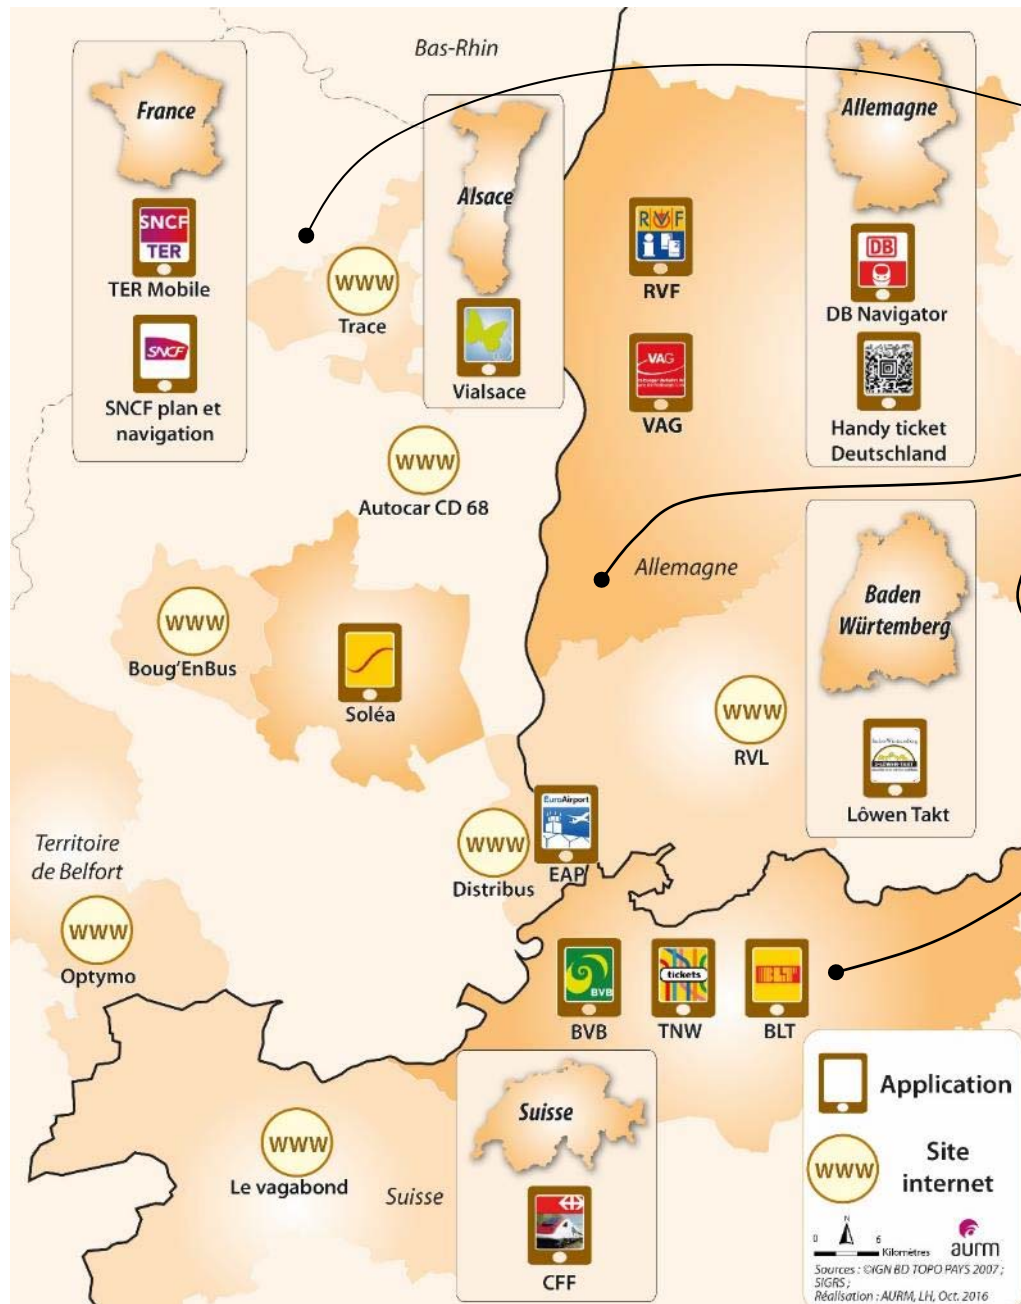 Bas-Rhin
France
SNCF
TER
TER Mobile
SNCF
SNCF plan et
navigation
Alsace
Vialsace
WWW
Trace
WWW
Autocar CD 68
RVF
RVF
VAG
VAG
Allemagne
DB
DB Navigator
Handy ticket
Deutschland
Allemagne
Baden
Würtemberg
Lôwen Takt
WWW
Boug'EnBus
Soléa
WWW
RVL
EuroAirport
EAP
WWW
Distribus
Territoire
de Belfort
WWW
Optymo
BVB
BVB
tickets
TNW
BLT
BLT
Suisse
CFF
WWW
Le vagabond
Suisse
Application
WWW
Site
internet
N
0 6
Kilomètres
aurm
Sources : ©IGN BD TOPO PAYS 2007 ;
SIGRS ;
Réalisation : AURM, LH, Oct. 2016